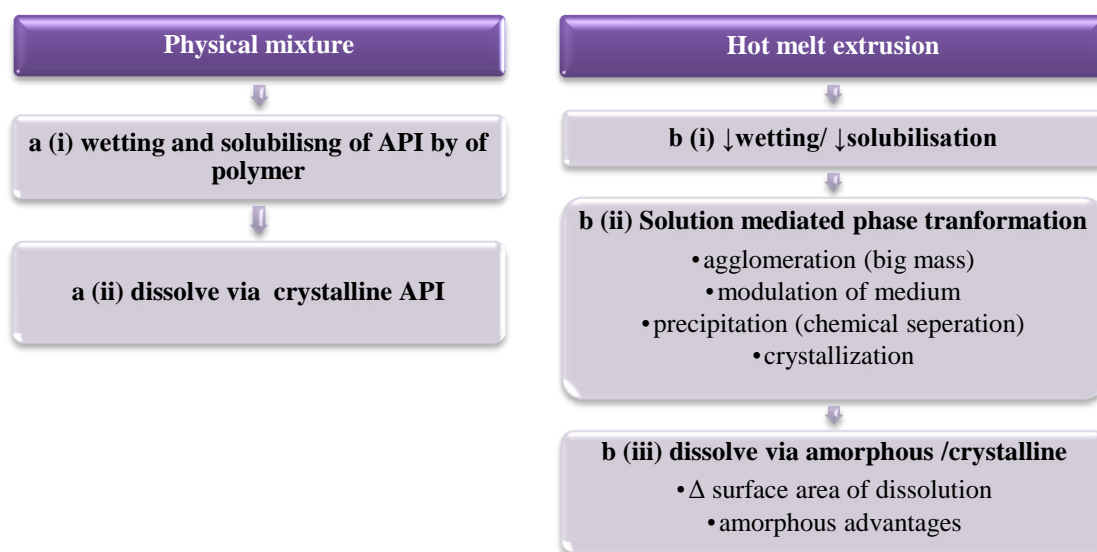 Physical mixture
a (i) wetting and solubilisng of API by of
polymer
a (ii) dissolve via crystalline API
Hot melt extrusion
b (i) ↓wetting/ ↓solubilisation
b (ii) Solution mediated phase tranformation
•agglomeration (big mass)
•modulation of medium
•precipitation (chemical seperation)
•crystallization
b (iii) dissolve via amorphous /crystalline
•Δ surface area of dissolution
•amorphous advantages